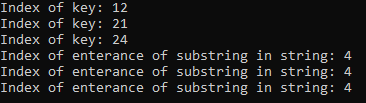 Index of key: 12
Index of key: 21
Index of key: 24
Index of enterance of substring in string: 4
Index of enterance of substring in string: 4
Index of enterance of substring in string: 4